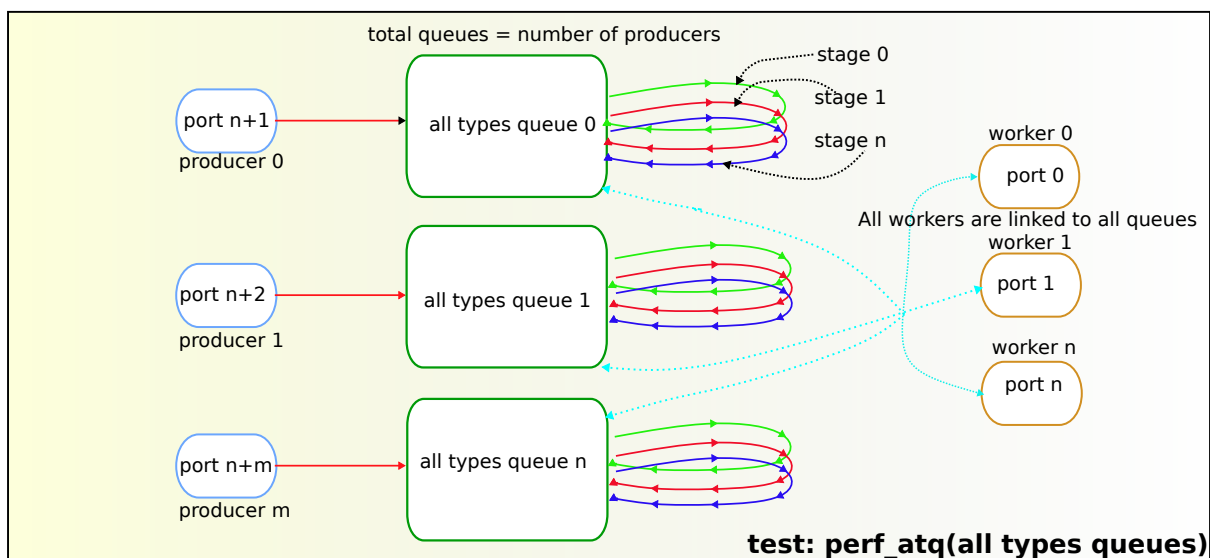 total queues = number of producers
stage 0
stage 1
stage n
port n+1
producer 0
all types queue 0
worker 0
port 0
All workers are linked to all queues
worker 1
port 1
port n+2
producer 1
all types queue 1
worker n
port n
port n+m
producer m
all types queue n
test: perf_atq(all types queues)